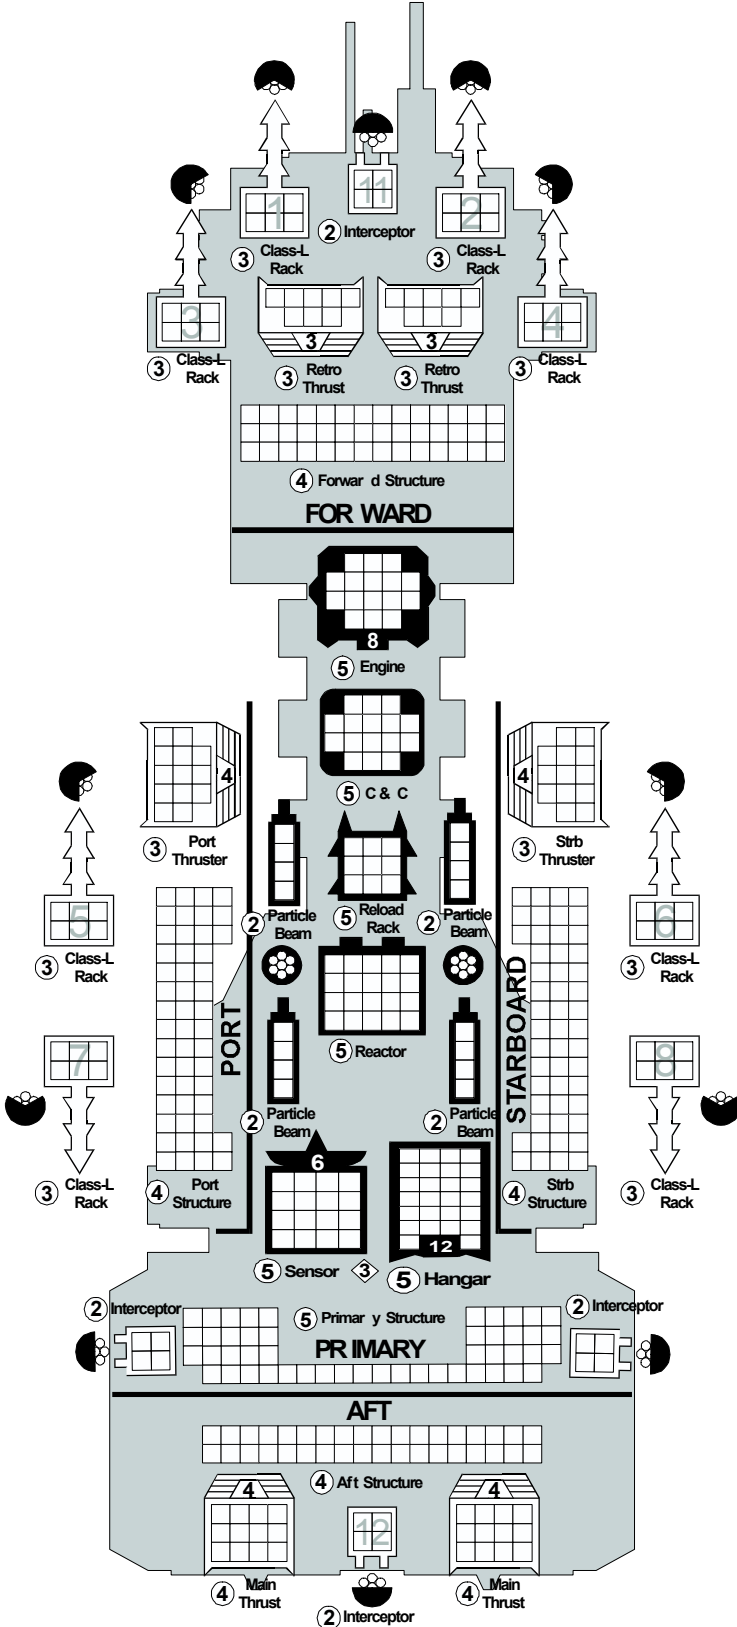 11
1
2
2 Interceptor
3 Class-L
Rack
3 Class-L
Rack
3
4
3
3
3 Class-L
Rack
3 Retro
Thrust
3 Retro
Thrust
3 Class-L
Rack
4 Forwar d Structure
FOR WARD
8
5 Engine
4
4
5 C & C
3 Port
Thruster
3 Strb
Thruster
5
6
2 Particle
Beam
5 Reload
Rack
2 Particle
Beam
3 Class-L
Rack
3 Class-L
Rack
PORT
STARBOARD
5 Reactor
7
8
2 Particle
Beam
2 Particle
Beam
3 Class-L
Rack
4 Port
Structure
6
4 Strb
Structure
3 Class-L
Rack
12
5 Sensor 3
5 Hangar
2 Interceptor
5 Primar y Structure
2 Interceptor
PR IMARY
AFT
4 Aft Structure
4
4
12
4 Main
Thrust
4 Main
Thrust
2 Interceptor